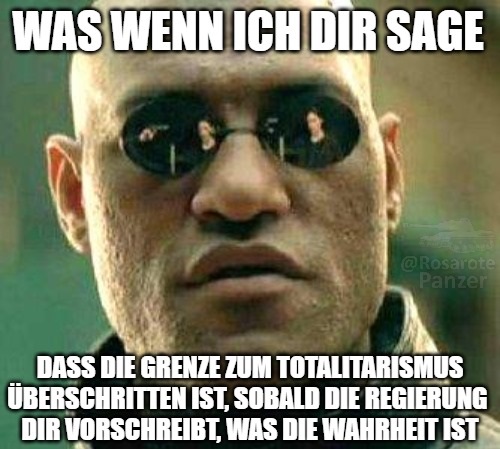 WAS WENN ICH DIR SAGE
@Rosarote
Panzer
DASS DIE GRENZE ZUM TOTALITARISMUS
ÜBERSCHRITTEN IST, SOBALD DIE REGIERUNG
DIR VORSCHREIBT, WAS DIE WAHRHEIT IST